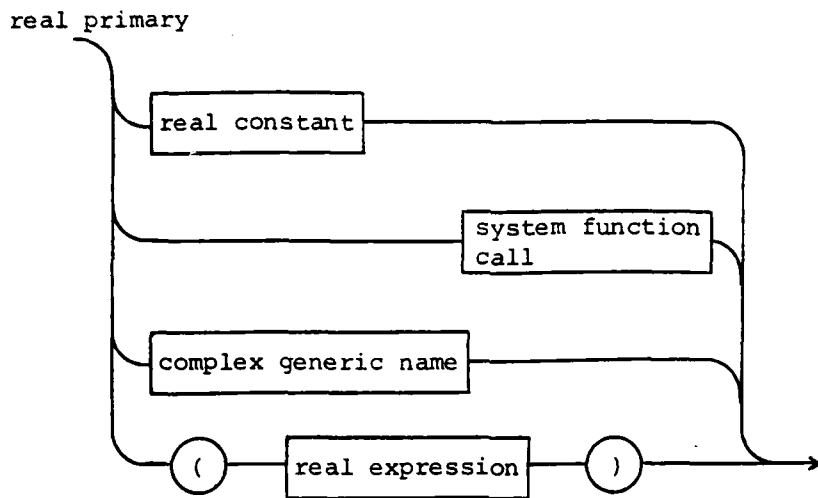 real primary
real constant
system function
call
complex generic name
( real expression )